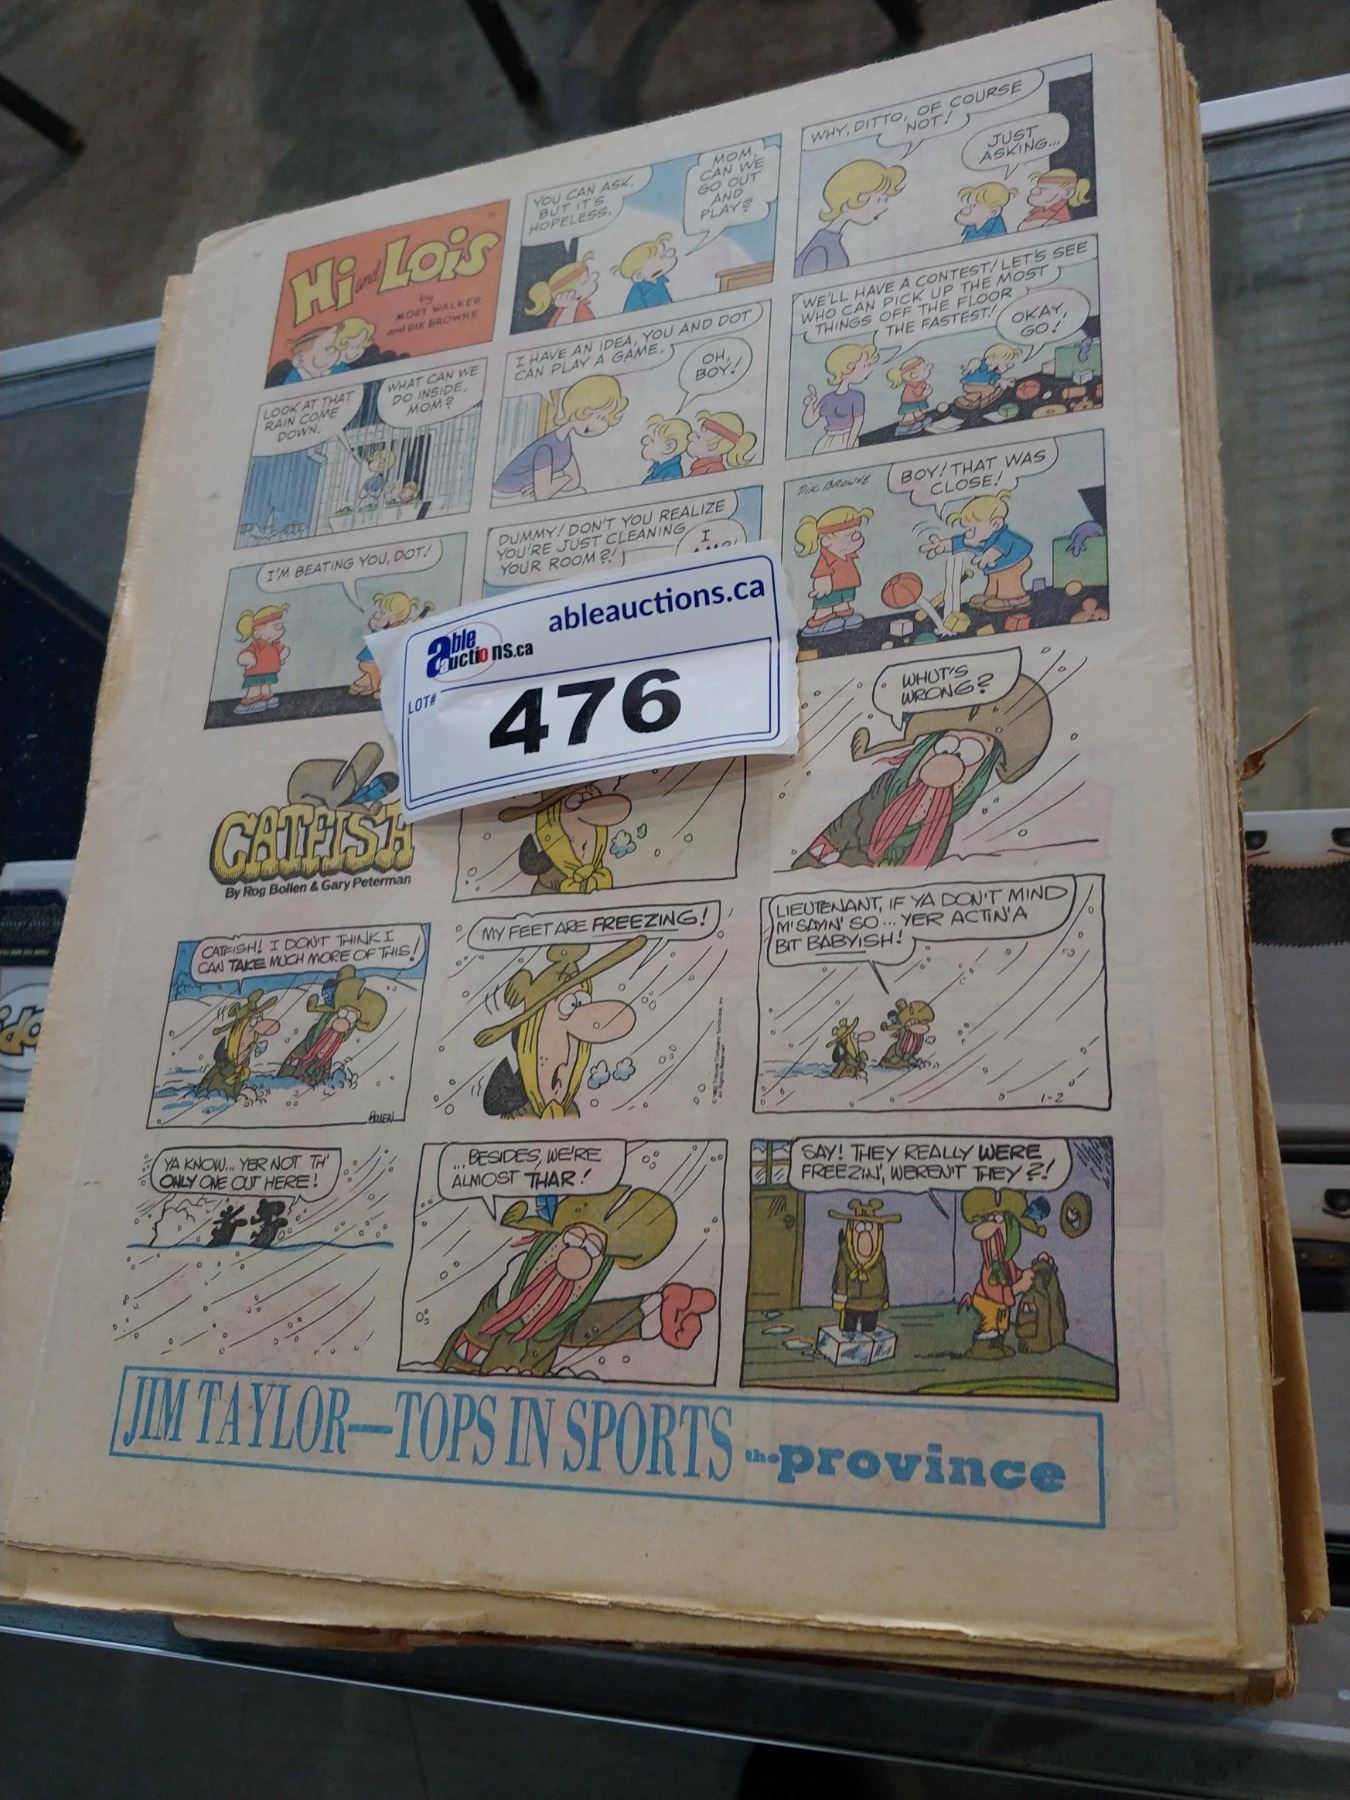 Hi and Lois
by
MORT WALKER
and DIK BROWNE
YOU CAN ASK,
BUT IT'S
HOPELESS.
MOM,
CAN WE
GO OUT
AND
PLAY?
WHY, DITTO, OF COURSE
NOT!
JUST
ASKING...
LOOK AT THAT
RAIN COME
DOWN.
WHAT CAN WE
DO INSIDE,
MOM?
I HAVE AN IDEA, YOU AND DOT
CAN PLAY A GAME.
OH,
BOY!
WE'LL HAVE A CONTEST! LET'S SEE
WHO CAN PICK UP THE MOST
THINGS OFF THE FLOOR
THE FASTEST!
OKAY,
GO!
I'M BEATING YOU, DOT!
DUMMY! DON'T YOU REALIZE
YOU'RE JUST CLEANING
YOUR ROOM?!
I
AM?!
DIK BROWNE
BOY! THAT WAS
CLOSE!
able
auctions.ca
ableauctions.ca
LOT#
476
CATFISH
By Rog Bollen & Gary Peterman
WHUT'S
WRONG?
CATFISH! I DON'T THINK I
CAN TAKE MUCH MORE OF THIS!
BOLLEN
MY FEET ARE FREEZING!
LIEUTENANT, IF YA DON'T MIND
M'SAYIN' SO... YER ACTIN' A
BIT BABYISH!
1-2
YA KNOW... YER NOT TH'
ONLY ONE OUT HERE!
...BESIDES, WE'RE
ALMOST THAR!
SAY! THEY REALLY WERE
FREEZIN', WEREN'T THEY?!
JIM TAYLOR—TOPS IN SPORTS the province